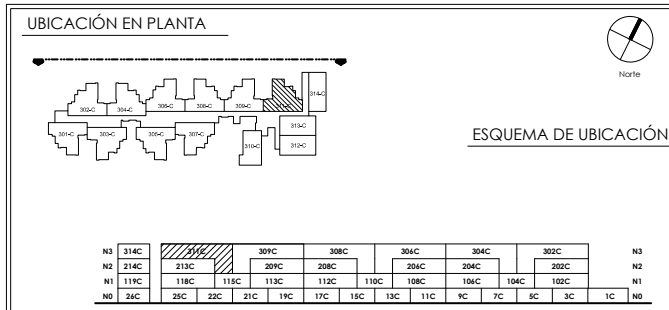 UBICACIÓN EN PLANTA
Norte
314-C
302-C 304-C 306-C 308-C 309-C
313-C
301-C 303-C 305-C 307-C
310-C 312-C
ESQUEMA DE UBICACIÓN
N3 314C 311C 309C 308C 306C 304C 302C N3
N2 214C 213C 209C 208C 206C 204C 202C N2
N1 119C 118C 115C 113C 112C 110C 108C 106C 104C 102C N1
N0 26C 25C 22C 21C 19C 17C 15C 13C 11C 9C 7C 5C 3C 1C N0